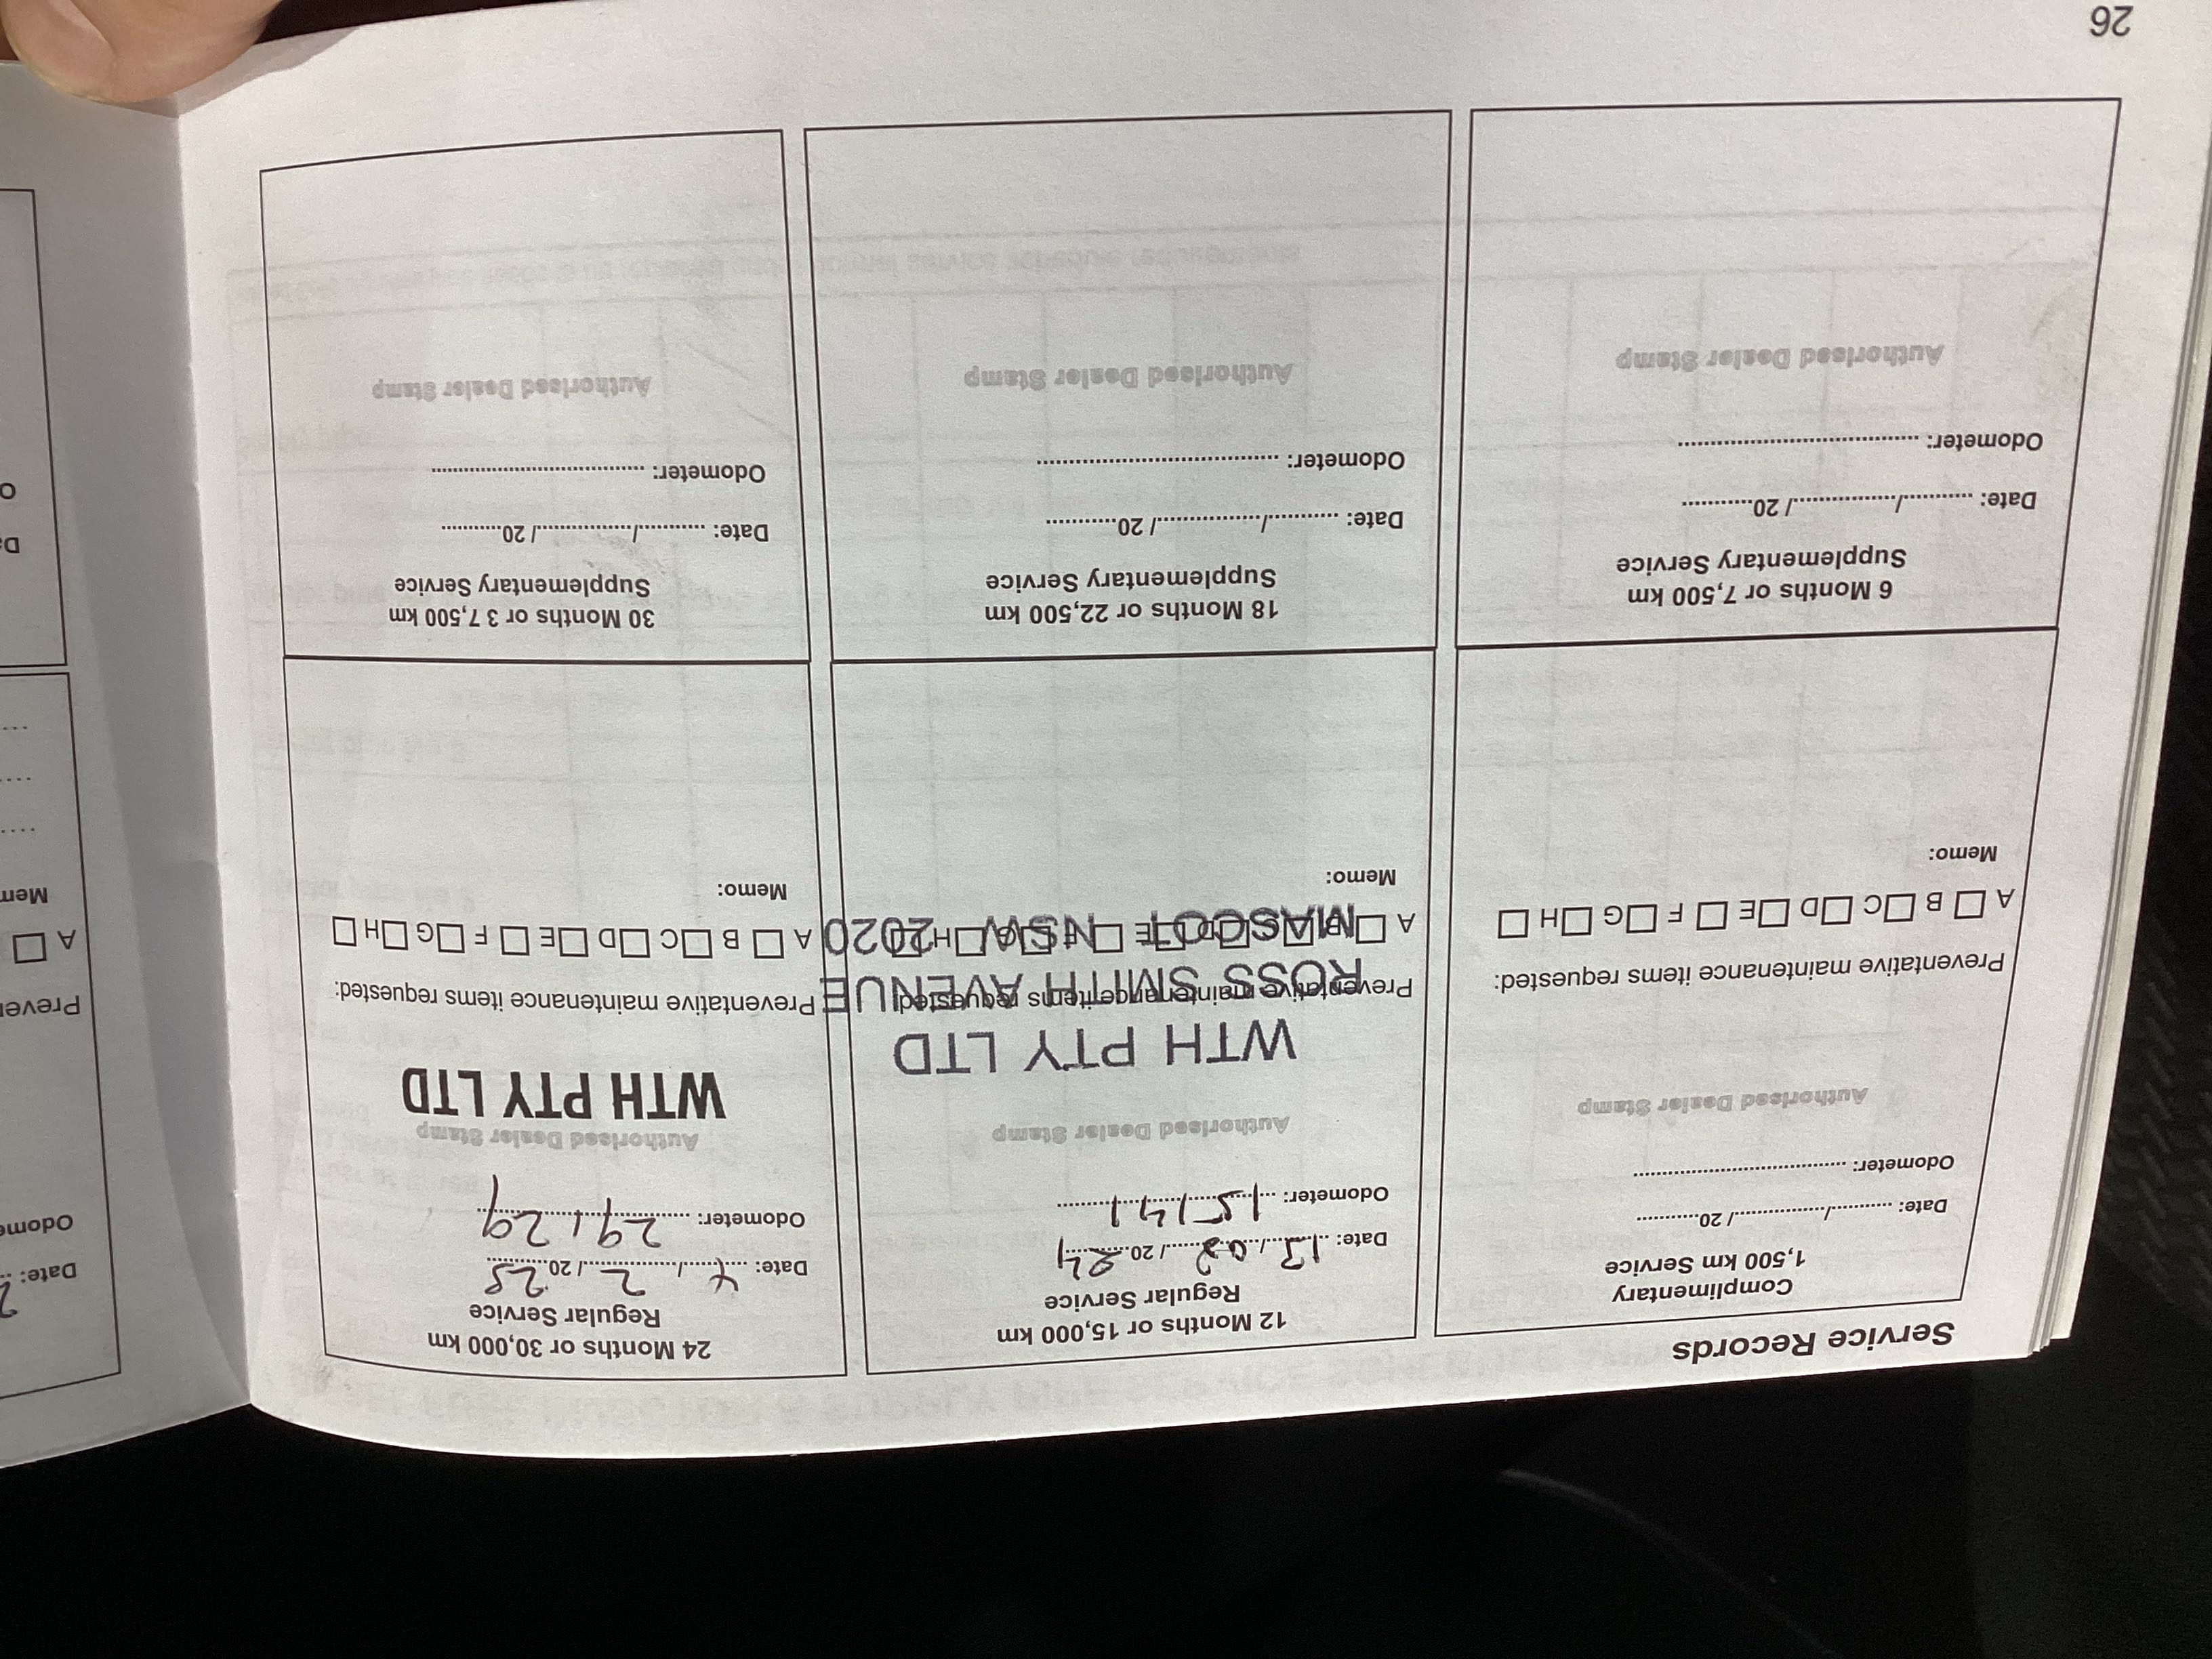 Service Records
Complimentary
1,500 km Service
Date: ............/................./ 20............
Odometer: ......................................
Authorised Dealer Stamp
Preventative maintenance items requested:
A □ B □ C □ D □ E □ F □ G □ H □
Memo:
12 Months or 15,000 km
Regular Service
Date: 13 / 02 / 20 24
Odometer: 15141
Authorised Dealer Stamp
WTH PTY LTD
Preventative maintenance items requested:
ROSS SMITH AVENUE
A □ B □ C □ D □ E □ F □ G □ H □
MASCOT NSW 2020
Memo:
24 Months or 30,000 km
Regular Service
Date: 4 / 2 / 20 25
Odometer: 29129
Authorised Dealer Stamp
WTH PTY LTD
Preventative maintenance items requested:
A □ B □ C □ D □ E □ F □ G □ H □
Memo:
6 Months or 7,500 km
Supplementary Service
Date: ............/................./ 20............
Odometer: ......................................
Authorised Dealer Stamp
18 Months or 22,500 km
Supplementary Service
Date: ............/................./ 20............
Odometer: ......................................
Authorised Dealer Stamp
30 Months or 3 7,500 km
Supplementary Service
Date: ............/................./ 20............
Odometer: ......................................
Authorised Dealer Stamp
26
Date:
Odome
Preve
A □
Mem
Da
O